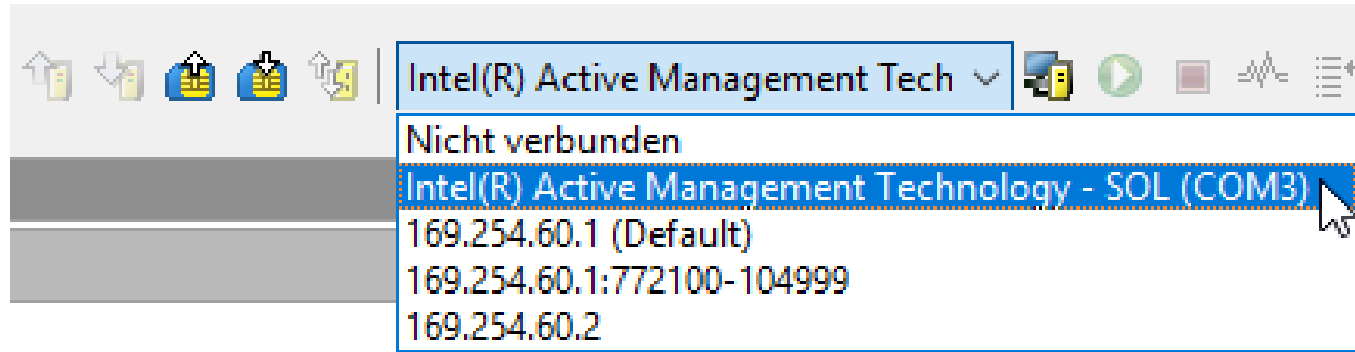 Intel(R) Active Management Tech
Nicht verbunden
Intel(R) Active Management Technology - SOL (COM3)
169.254.60.1 (Default)
169.254.60.1:772100-104999
169.254.60.2